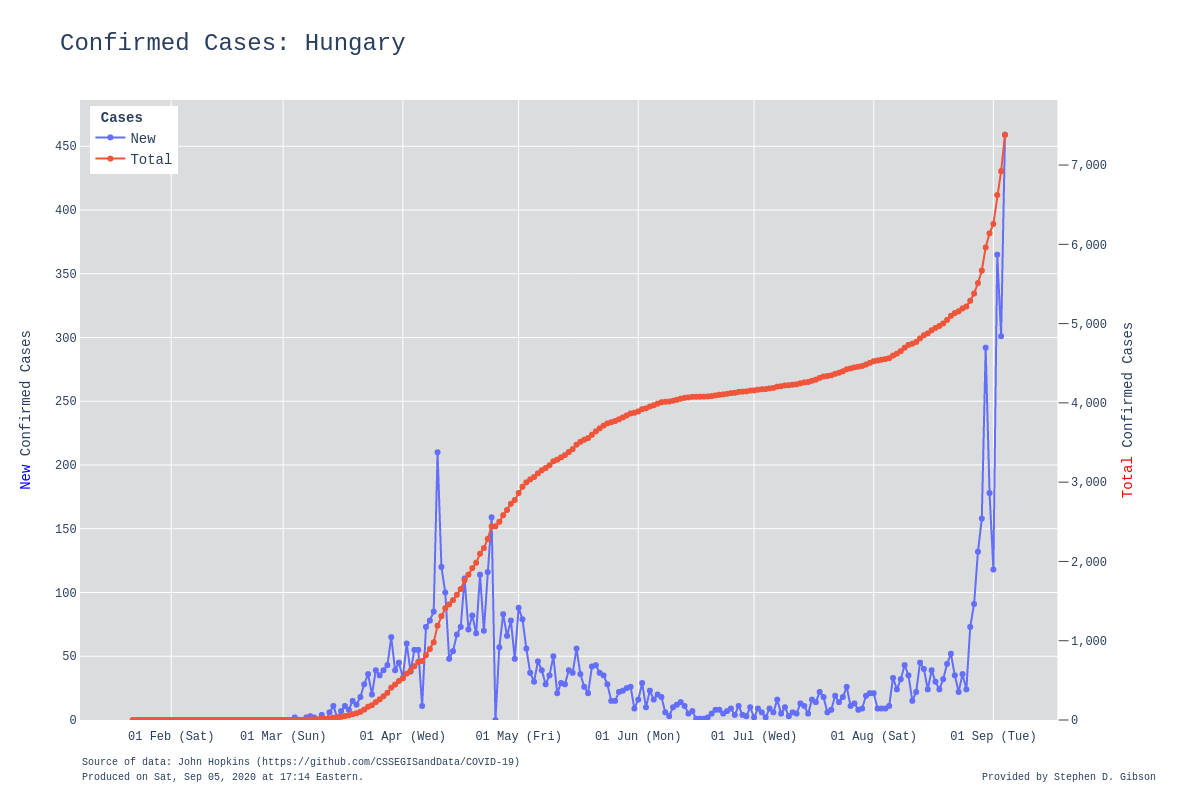 Confirmed Cases: Hungary
Cases
New
Total
450
400
350
300
250
200
150
100
50
0
7,000
6,000
5,000
4,000
3,000
2,000
1,000
0
New Confirmed Cases
Total Confirmed Cases
01 Feb (Sat) 01 Mar (Sun) 01 Apr (Wed) 01 May (Fri) 01 Jun (Mon) 01 Jul (Wed) 01 Aug (Sat) 01 Sep (Tue)
Source of data: John Hopkins (https://github.com/CSSEGISandData/COVID-19)
Produced on Sat, Sep 05, 2020 at 17:14 Eastern.
Provided by Stephen D. Gibson